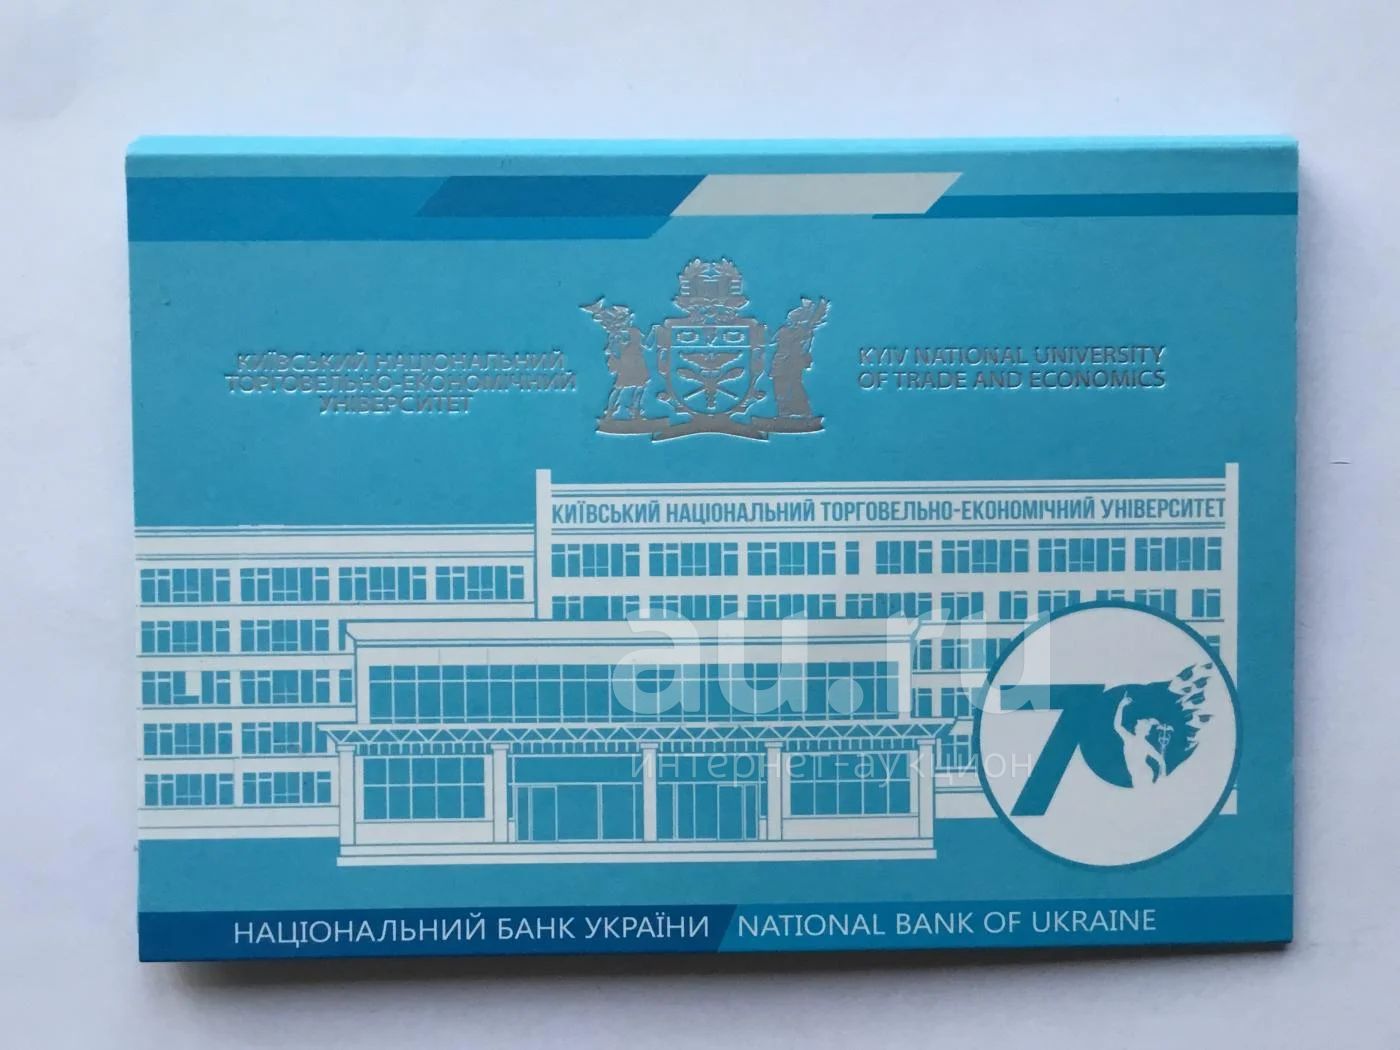 КИЇВСЬКИЙ НАЦІОНАЛЬНИЙ
ТОРГОВЕЛЬНО-ЕКОНОМІЧНИЙ
УНІВЕРСИТЕТ
KYIV NATIONAL UNIVERSITY
OF TRADE AND ECONOMICS
КИЇВСЬКИЙ НАЦІОНАЛЬНИЙ ТОРГОВЕЛЬНО-ЕКОНОМІЧНИЙ УНІВЕРСИТЕТ
au.ru
интернет-аукцион
70
НАЦІОНАЛЬНИЙ БАНК УКРАЇНИ
NATIONAL BANK OF UKRAINE